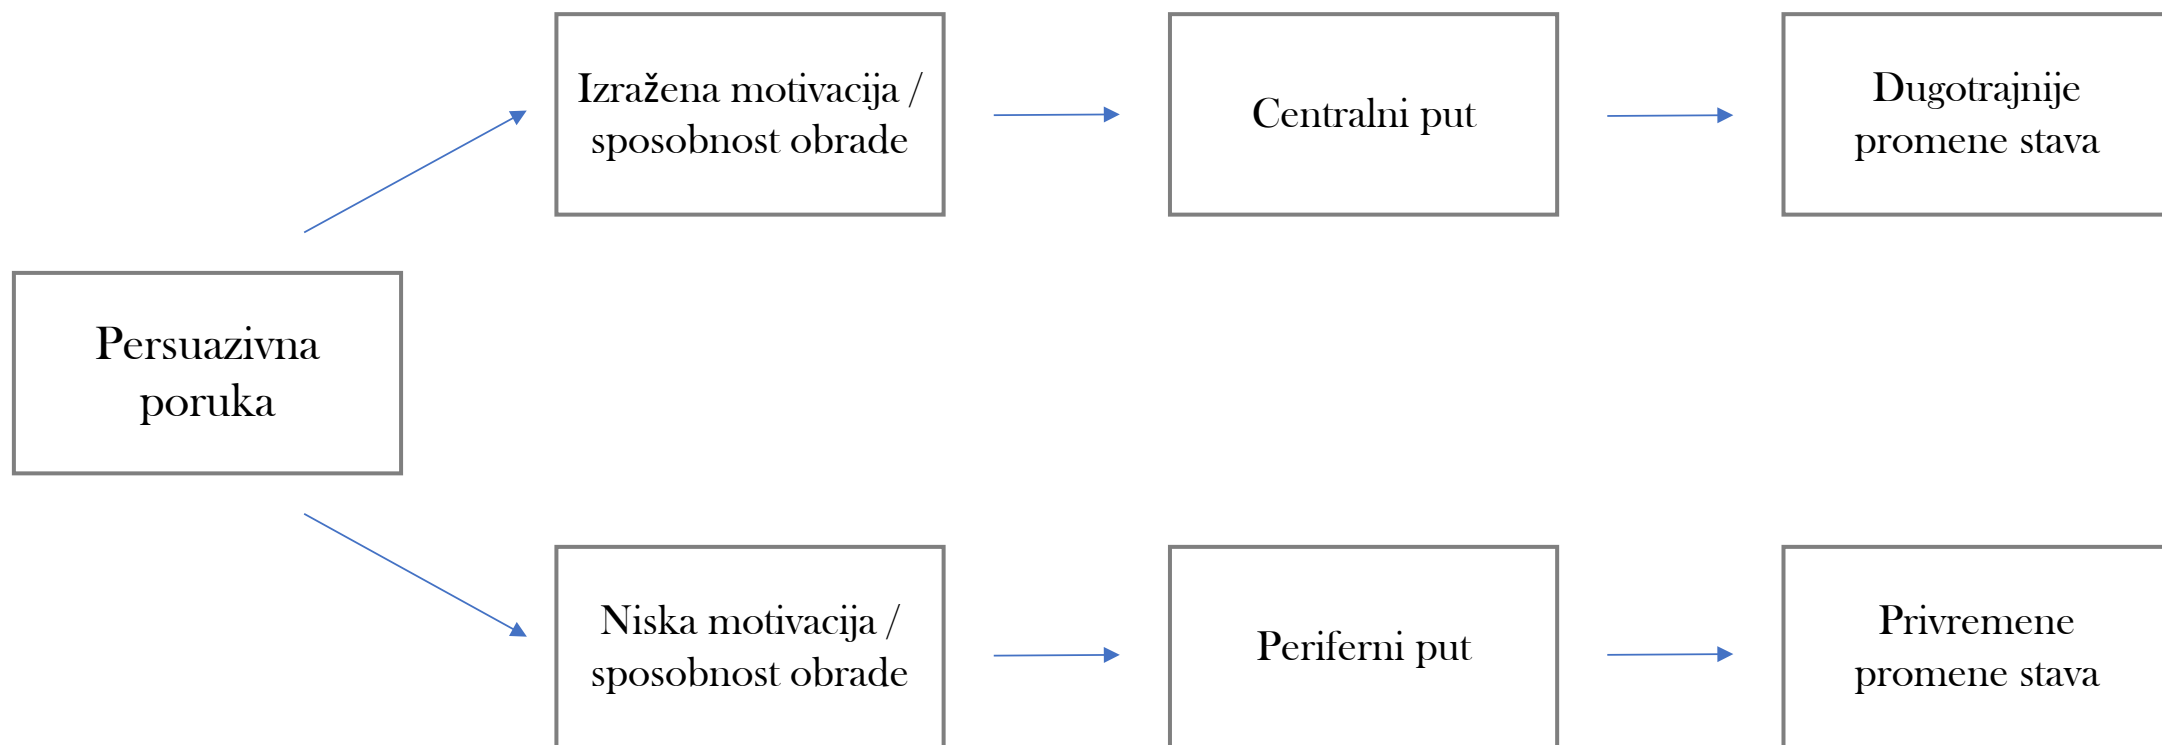 Izražena motivacija /
sposobnost obrade
Centralni put
Dugotrajnije
promene stava
Persuazivna
poruka
Niska motivacija /
sposobnost obrade
Periferni put
Privremene
promene stava